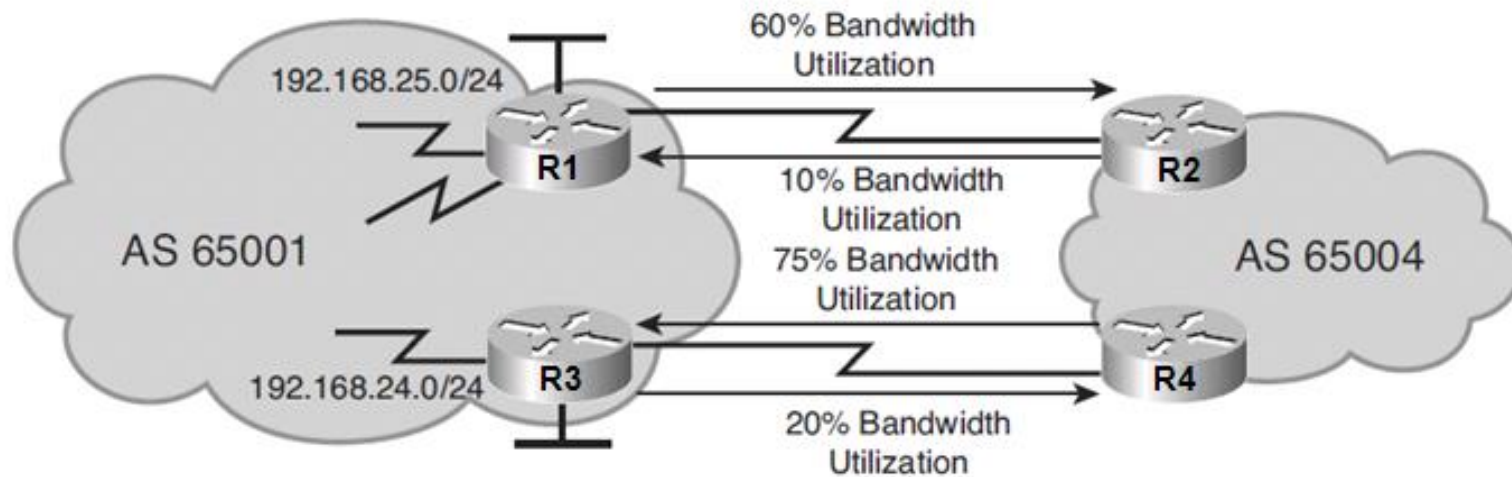 60% Bandwidth
Utilization
192.168.25.0/24
R1
R2
10% Bandwidth
Utilization
AS 65001
AS 65004
75% Bandwidth
Utilization
R3
R4
192.168.24.0/24
20% Bandwidth
Utilization